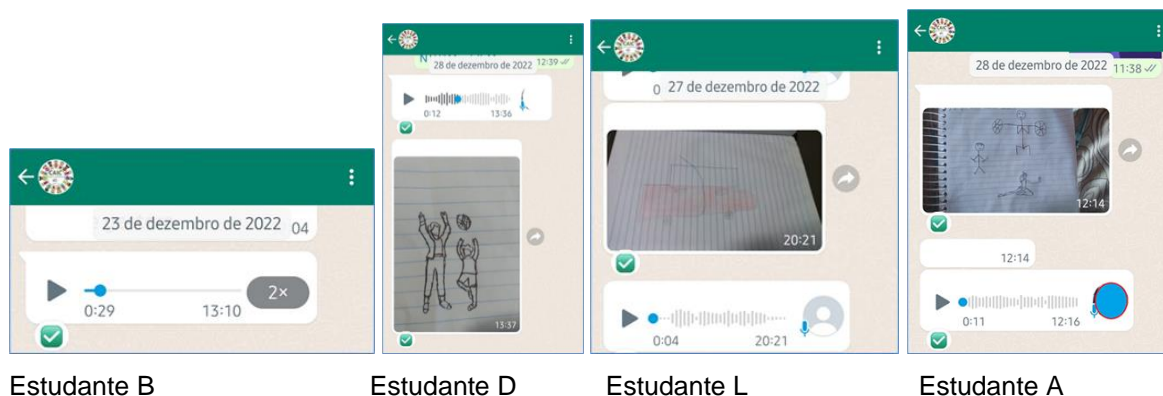 23 de dezembro de 2022
04
2×
0:29
13:10
Estudante B
N
12:39
28 de dezembro de 2022
0:12
13:36
13:37
Estudante D
0
27 de dezembro de 2022
20:21
0:04
20:21
Estudante L
28 de dezembro de 2022
11:38
12:14
12:14
0:11
12:16
Estudante A